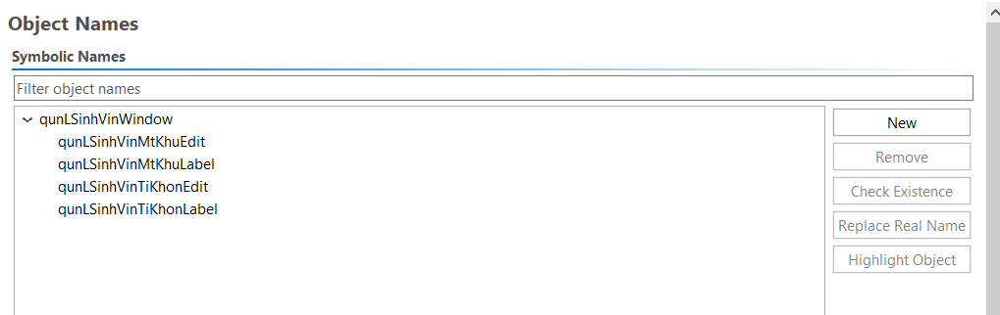 Object Names
Symbolic Names
Filter object names
qunLSinhVinWindow
qunLSinhVinMtKhuEdit
qunLSinhVinMtKhuLabel
qunLSinhVinTiKhonEdit
qunLSinhVinTiKhonLabel
New
Remove
Check Existence
Replace Real Name
Highlight Object